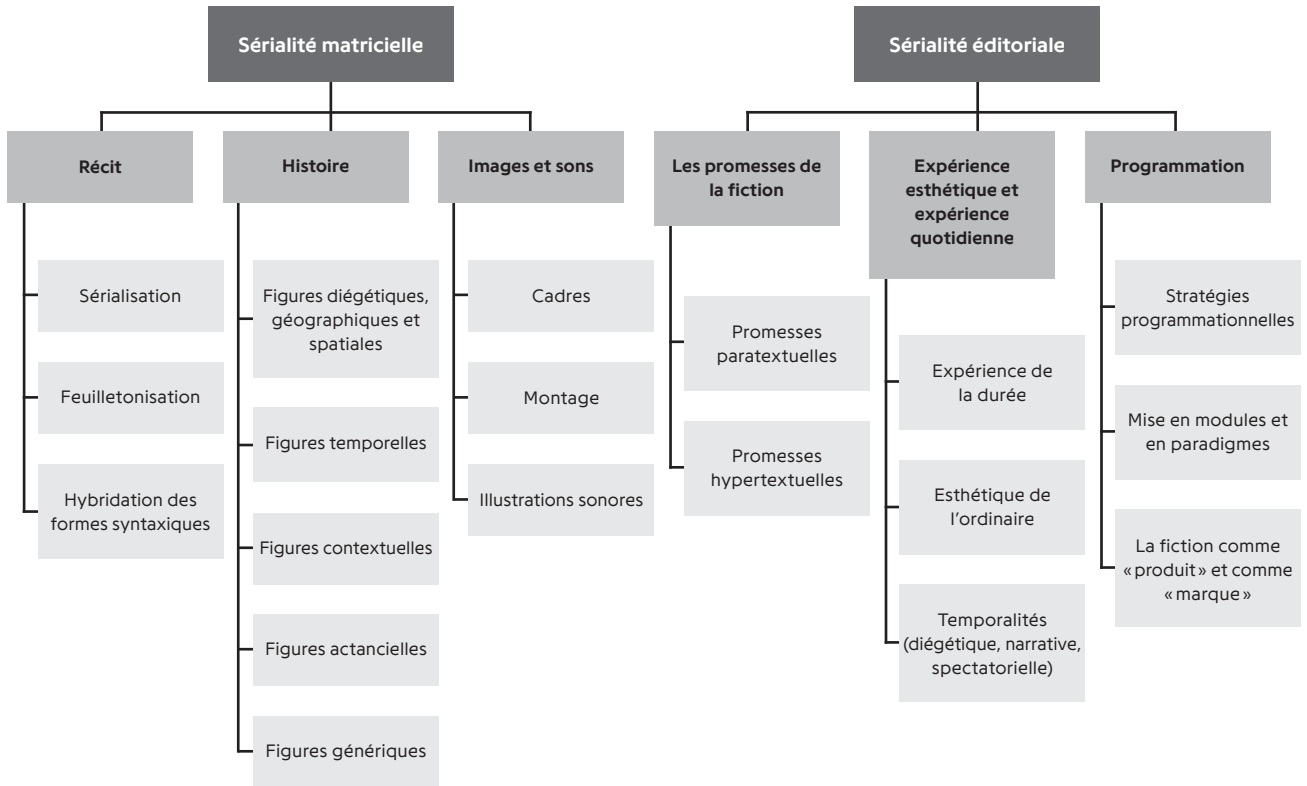 Sérialité matricielle
Récit
Sérialisation
Feuilletonisation
Hybridation des
formes syntaxiques
Histoire
Figures diégétiques,
géographiques et
spatiales
Figures temporelles
Figures contextuelles
Figures actancielles
Figures génériques
Images et sons
Cadres
Montage
Illustrations sonores
Sérialité éditoriale
Les promesses de
la fiction
Promesses
paratextuelles
Promesses
hypertextuelles
Expérience
esthétique et
expérience
quotidienne
Expérience de
la durée
Esthétique de
l’ordinaire
Temporalités
(diégétique, narrative,
spectatorielle)
Programmation
Stratégies
programmationnelles
Mise en modules et
en paradigmes
La fiction comme
«produit» et comme
«marque»